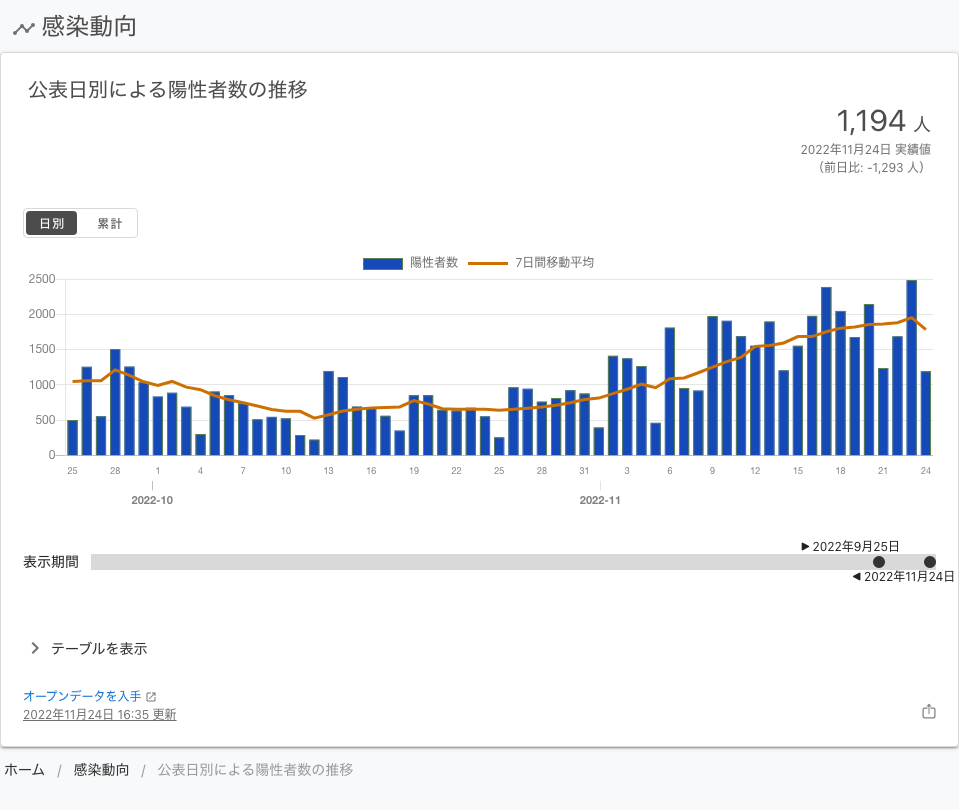 感染動向
公表日別による陽性者数の推移
1,194 人
2022年11月24日 実績値
（前日比: -1,293 人）
日別 累計
陽性者数 7日間移動平均
2500
2000
1500
1000
500
0
25 28 1 4 7 10 13 16 19 22 25 28 31 3 6 9 12 15 18 21 24
2022-10 2022-11
2022年9月25日
表示期間
2022年11月24日
テーブルを表示
オープンデータを入手
2022年11月24日 16:35 更新
ホーム / 感染動向 / 公表日別による陽性者数の推移